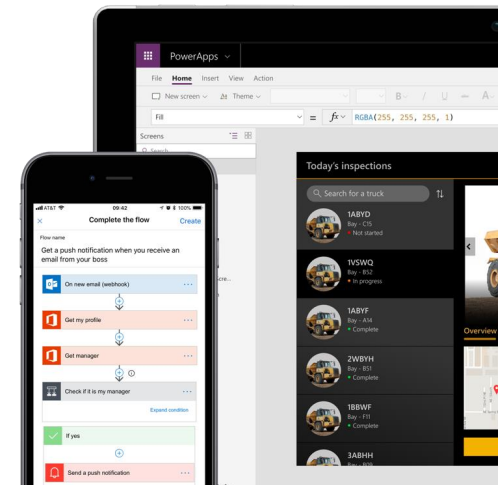 PowerApps
File Home Insert View Action
New screen Theme B / U A
Fill = fx RGBA(255, 255, 255, 1)
Screens
Search
Today's inspections
Search for a truck
1ABYD
Bay - C15
Not started
1VSWQ
Bay - B52
In progress
1ABYF
Bay - A14
Complete
2WBYH
Bay - B51
Complete
1BBWF
Bay - F11
Complete
3ABHH
Overview
AT&T 09:42 100%
× Complete the flow Create
Flow name
Get a push notification when you receive an
email from your boss
On new email (webhook) ...
Get my profile ...
Get manager ...
Check if it is my manager ...
Expand condition
If yes
Send a push notification ...